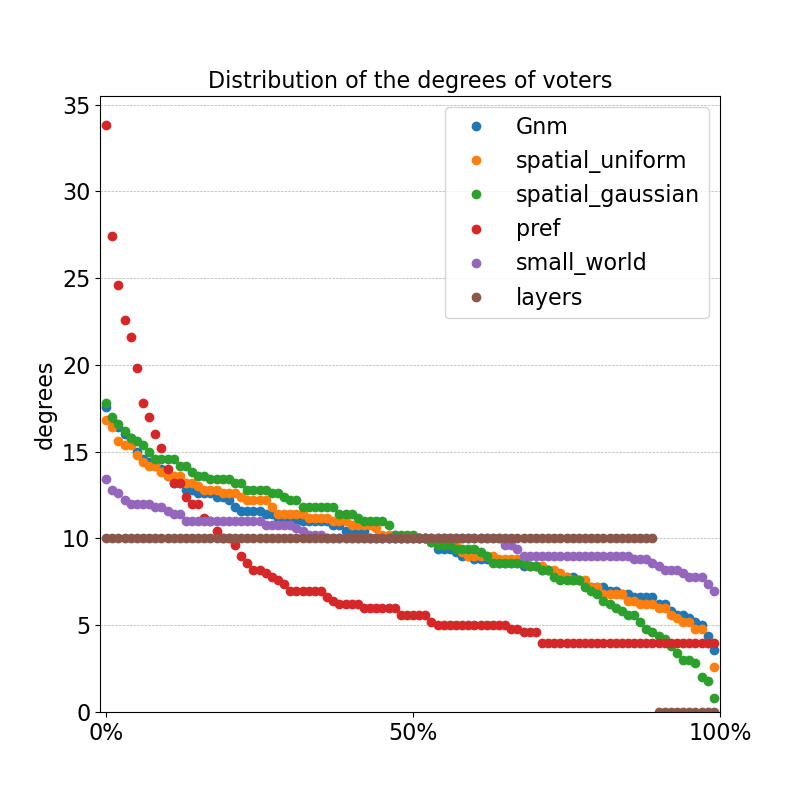 Distribution of the degrees of voters
degrees
35
30
25
20
15
10
5
0
0%
50%
100%
Gnm
spatial_uniform
spatial_gaussian
pref
small_world
layers